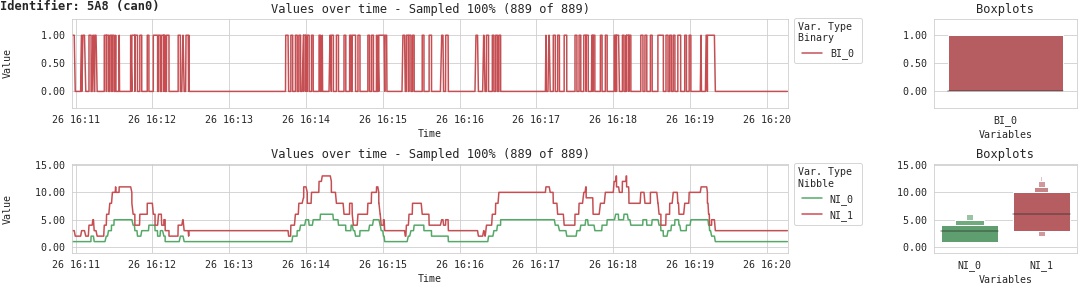 Identifier: 5A8 (can0)
Values over time - Sampled 100% (889 of 889)
Boxplots
Value
1.00
0.50
0.00
26 16:11 26 16:12 26 16:13 26 16:14 26 16:15 26 16:16 26 16:17 26 16:18 26 16:19 26 16:20
Time
Var. Type
Binary
BI_0
1.00
0.50
0.00
BI_0
Variables
Values over time - Sampled 100% (889 of 889)
Boxplots
Value
15.00
10.00
5.00
0.00
26 16:11 26 16:12 26 16:13 26 16:14 26 16:15 26 16:16 26 16:17 26 16:18 26 16:19 26 16:20
Time
Var. Type
Nibble
NI_0
NI_1
15.00
10.00
5.00
0.00
NI_0 NI_1
Variables